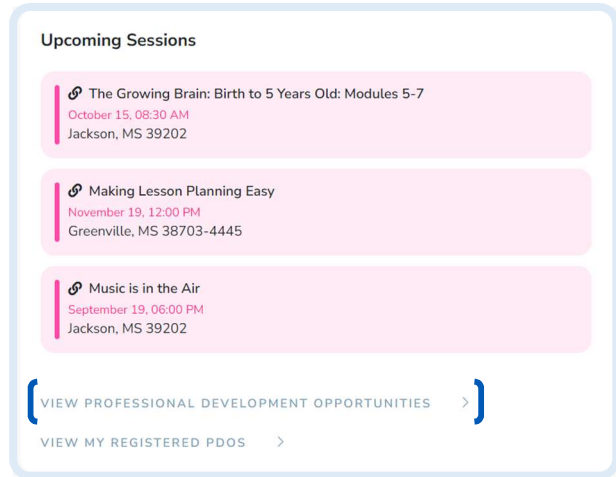 Upcoming Sessions
The Growing Brain: Birth to 5 Years Old: Modules 5-7
October 15, 08:30 AM
Jackson, MS 39202
Making Lesson Planning Easy
November 19, 12:00 PM
Greenville, MS 38703-4445
Music is in the Air
September 19, 06:00 PM
Jackson, MS 39202
VIEW PROFESSIONAL DEVELOPMENT OPPORTUNITIES >
VIEW MY REGISTERED PDOS >